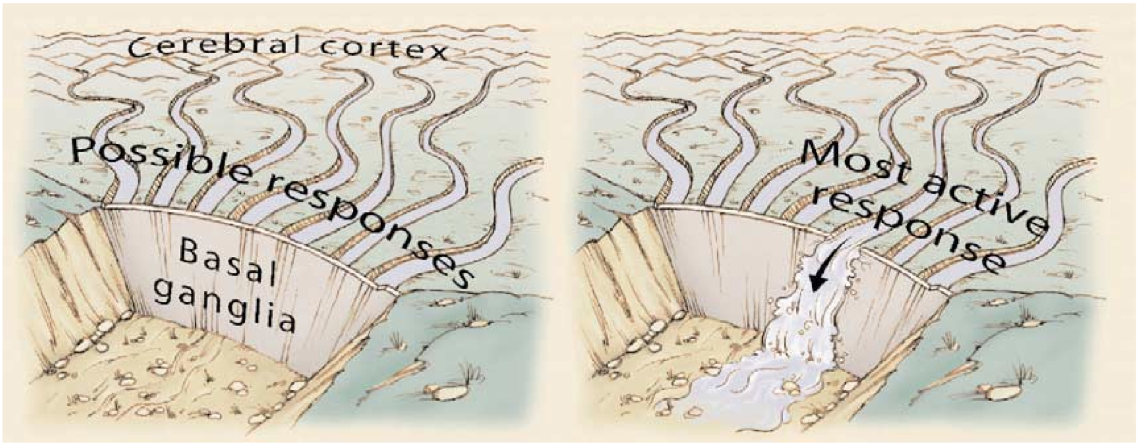 Cerebral cortex
Possible responses
Basal
ganglia
Most active
response